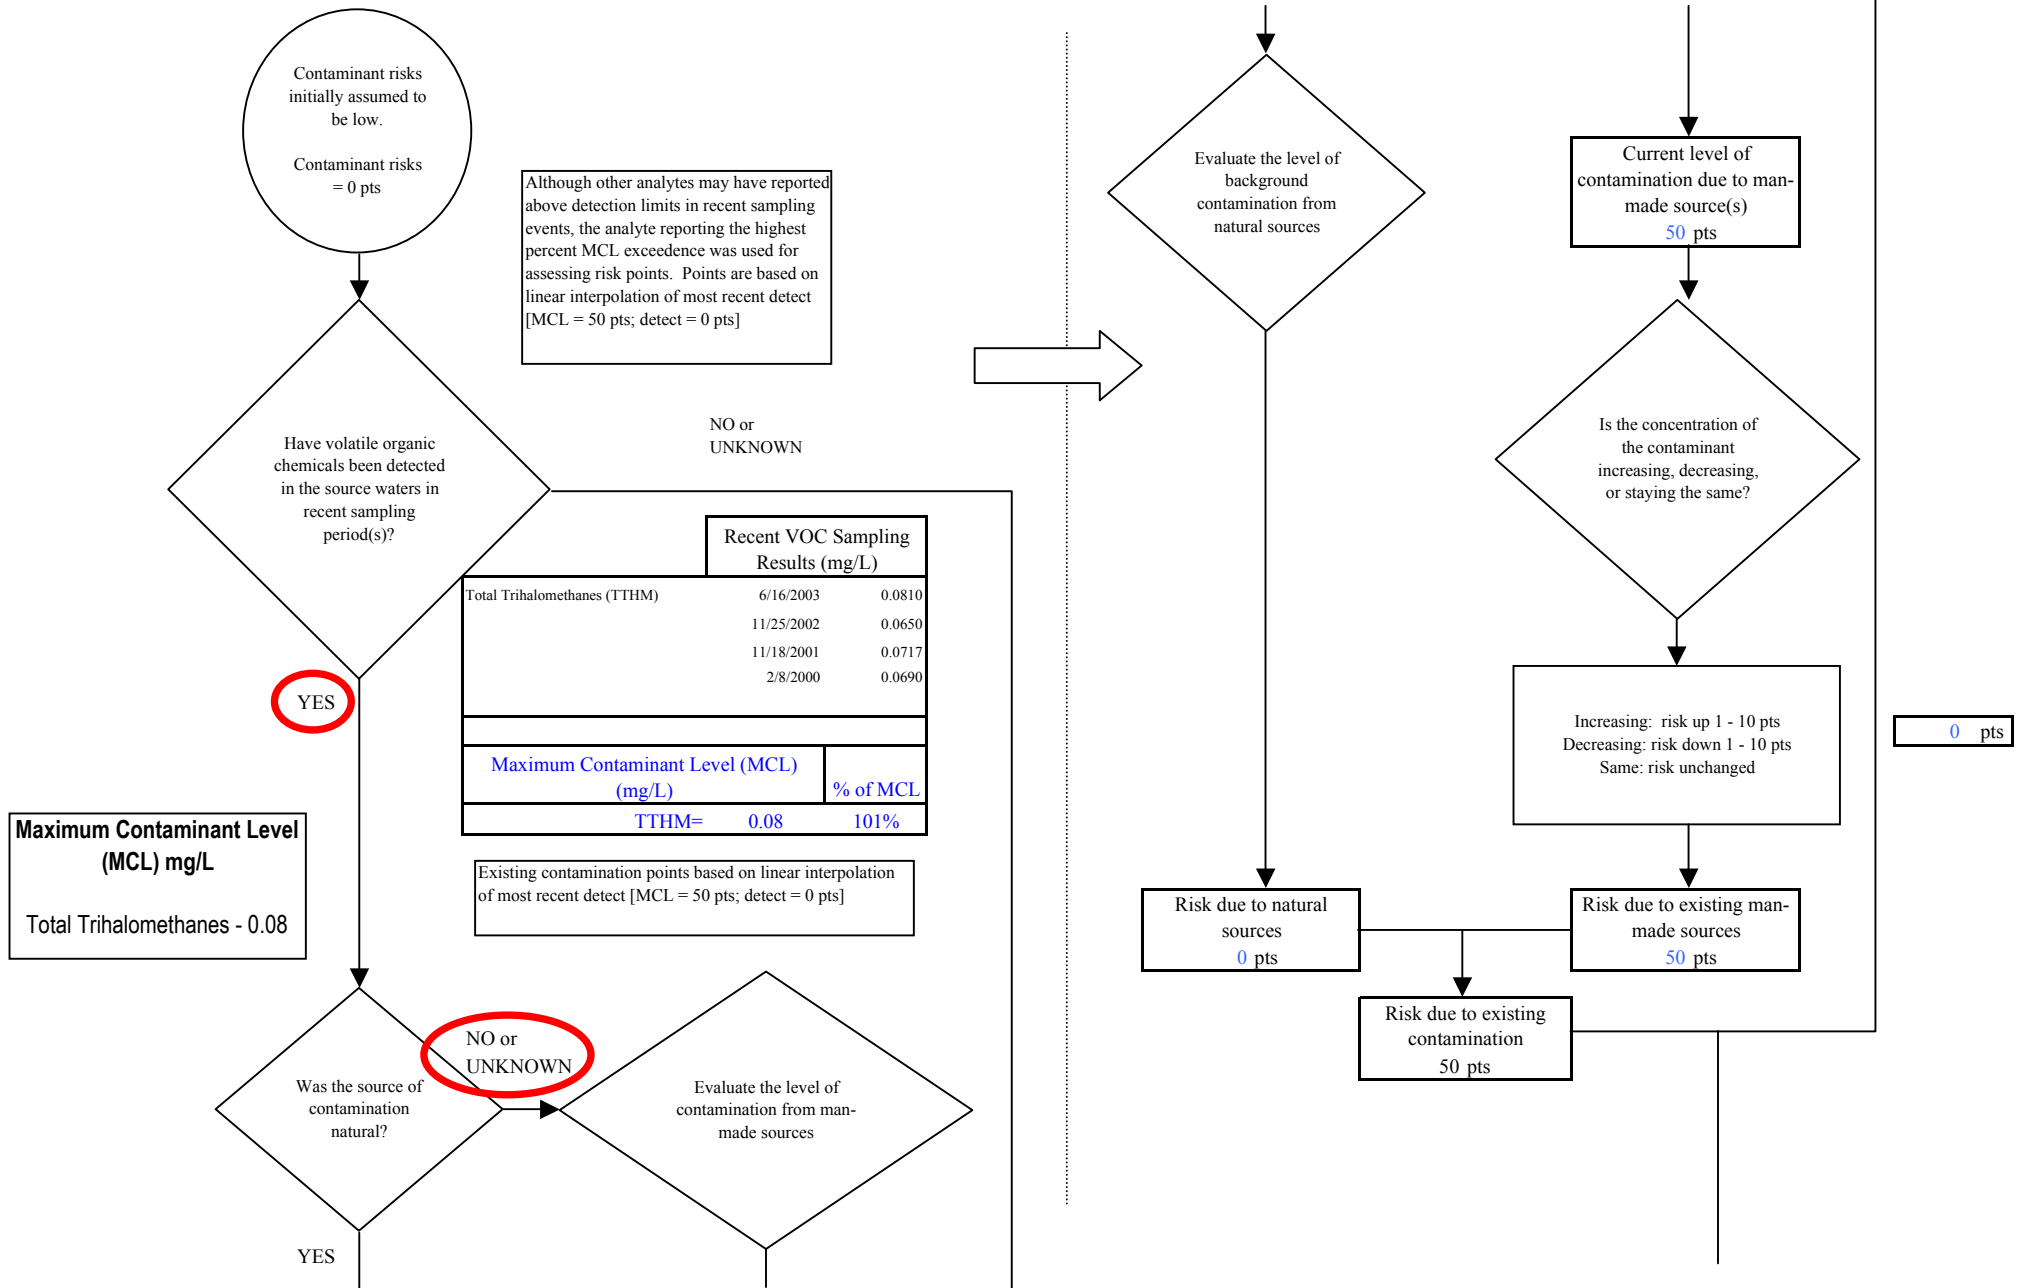 Contaminant risks
initially assumed to
be low.
Contaminant risks
= 0 pts
Although other analytes may have reported
above detection limits in recent sampling
events, the analyte reporting the highest
percent MCL exceedence was used for
assessing risk points.  Points are based on
linear interpolation of most recent detect
[MCL = 50 pts; detect = 0 pts]
Have volatile organic
chemicals been detected
in the source waters in
recent sampling
period(s)?
NO or
UNKNOWN
YES
Recent VOC Sampling
Results (mg/L)
Total Trihalomethanes (TTHM) 6/16/2003 0.0810
11/25/2002 0.0650
11/18/2001 0.0717
2/8/2000 0.0690
Maximum Contaminant Level (MCL)
(mg/L)
% of MCL
TTHM= 0.08 101%
Maximum Contaminant Level
(MCL) mg/L
Total Trihalomethanes - 0.08
Existing contamination points based on linear interpolation
of most recent detect [MCL = 50 pts; detect = 0 pts]
Was the source of
contamination
natural?
NO or
UNKNOWN
YES
Evaluate the level of
contamination from man-
made sources
Evaluate the level of
background
contamination from
natural sources
Current level of
contamination due to man-
made source(s)
50 pts
Is the concentration of
the contaminant
increasing, decreasing,
or staying the same?
Increasing:  risk up 1 - 10 pts
Decreasing: risk down 1 - 10 pts
Same: risk unchanged
0 pts
Risk due to natural
sources
0 pts
Risk due to existing man-
made sources
50 pts
Risk due to existing
contamination
50 pts